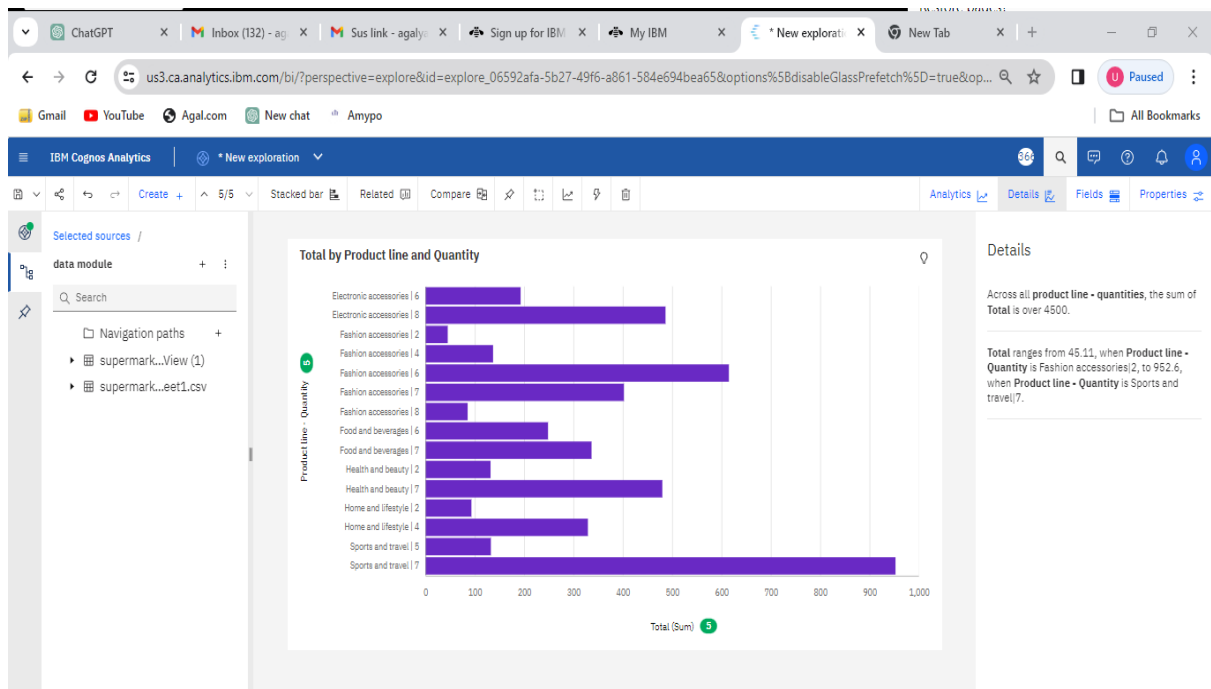 ChatGPT
Inbox (132) - ag
Sus link - agalya
Sign up for IBM
My IBM
* New explorati
New Tab
us3.ca.analytics.ibm.com/bi/?perspective=explore&id=explore_06592afa-5b27-49f6-a861-584e694bea65&options%5BdisableGlassPrefetch%5D=true&op...
U Paused
Gmail YouTube Agal.com New chat Amypo All Bookmarks
IBM Cognos Analytics * New exploration
Create + 5/5 Stacked bar Related Compare Analytics Details Fields Properties
Selected sources /
data module + :
Search
Navigation paths +
supermark...View (1)
supermark...eet1.csv
Total by Product line and Quantity
Product line - Quantity 5
Electronic accessories | 6
Electronic accessories | 8
Fashion accessories | 2
Fashion accessories | 4
Fashion accessories | 6
Fashion accessories | 7
Fashion accessories | 8
Food and beverages | 6
Food and beverages | 7
Health and beauty | 2
Health and beauty | 7
Home and lifestyle | 2
Home and lifestyle | 4
Sports and travel | 5
Sports and travel | 7
0 100 200 300 400 500 600 700 800 900 1,000
Total (Sum) 5
Details
Across all product line - quantities, the sum of
Total is over 4500.
Total ranges from 45.11, when Product line -
Quantity is Fashion accessories|2, to 952.6,
when Product line - Quantity is Sports and
travel|7.